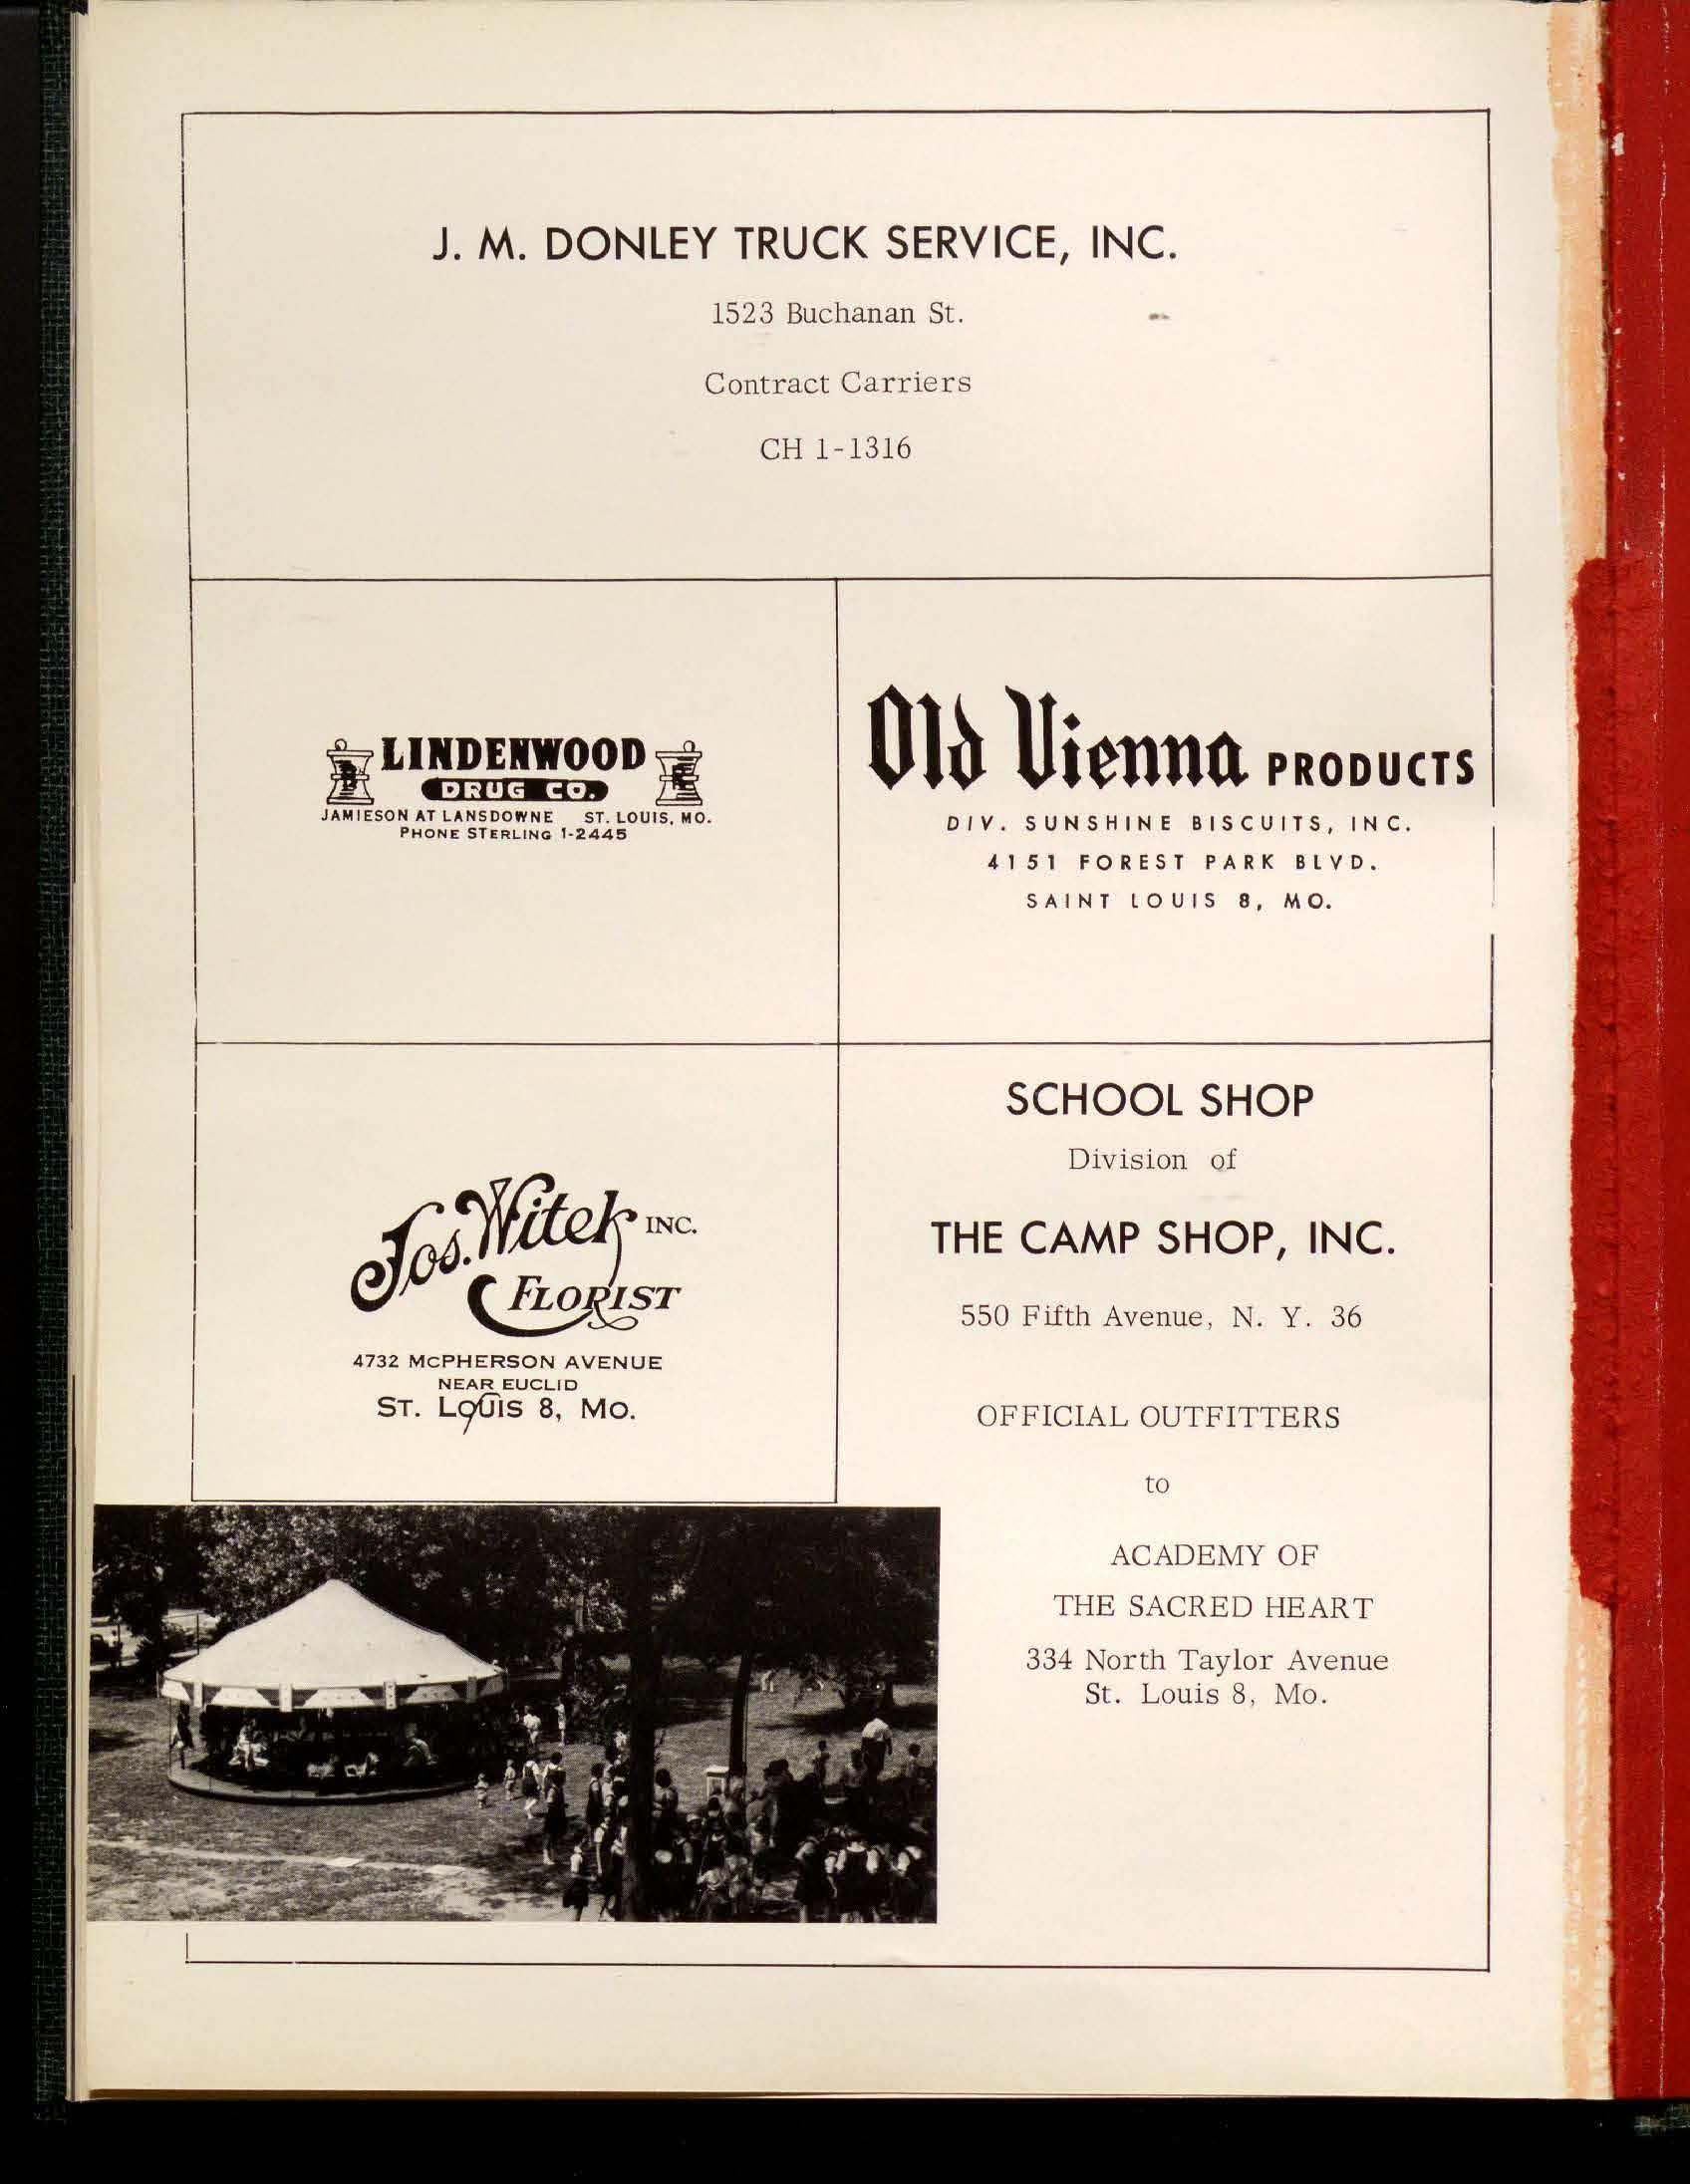 J. M. DONLEY TRUCK SERVICE, INC.
1523 Buchanan St.
Contract Carriers
CH 1-1316
LINDENWOOD
DRUG CO.
JAMIESON AT LANSDOWNE ST. LOUIS, MO.
PHONE STERLING 1-2445
Old Vienna PRODUCTS
DIV. SUNSHINE BISCUITS, INC.
4151 FOREST PARK BLVD.
SAINT LOUIS 8, MO.
Jos. Witek INC.
FLORIST
4732 McPHERSON AVENUE
NEAR EUCLID
ST. LOUIS 8, MO.
SCHOOL SHOP
Division of
THE CAMP SHOP, INC.
550 Fifth Avenue, N. Y. 36
OFFICIAL OUTFITTERS
to
ACADEMY OF
THE SACRED HEART
334 North Taylor Avenue
St. Louis 8, Mo.